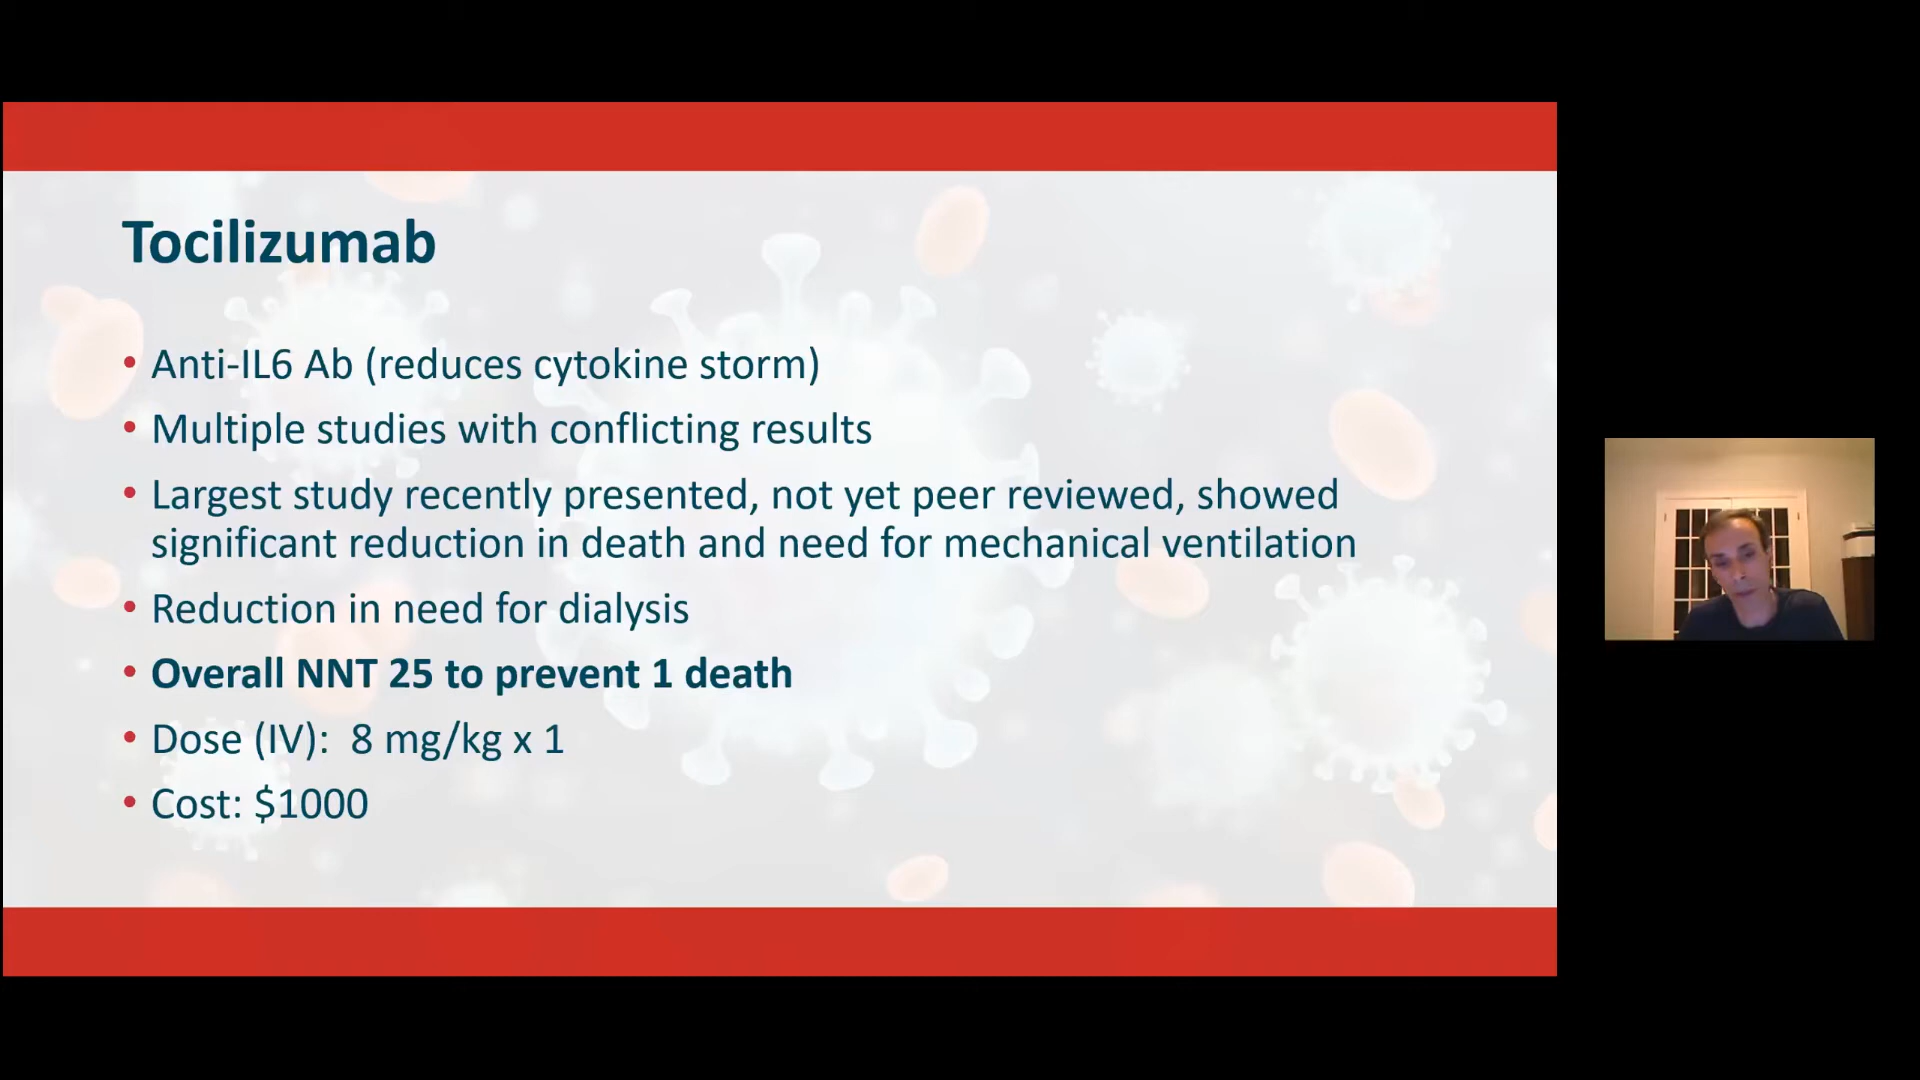 Tocilizumab
• Anti-IL6 Ab (reduces cytokine storm)
• Multiple studies with conflicting results
• Largest study recently presented, not yet peer reviewed, showed
significant reduction in death and need for mechanical ventilation
• Reduction in need for dialysis
• Overall NNT 25 to prevent 1 death
• Dose (IV): 8 mg/kg x 1
• Cost: $1000